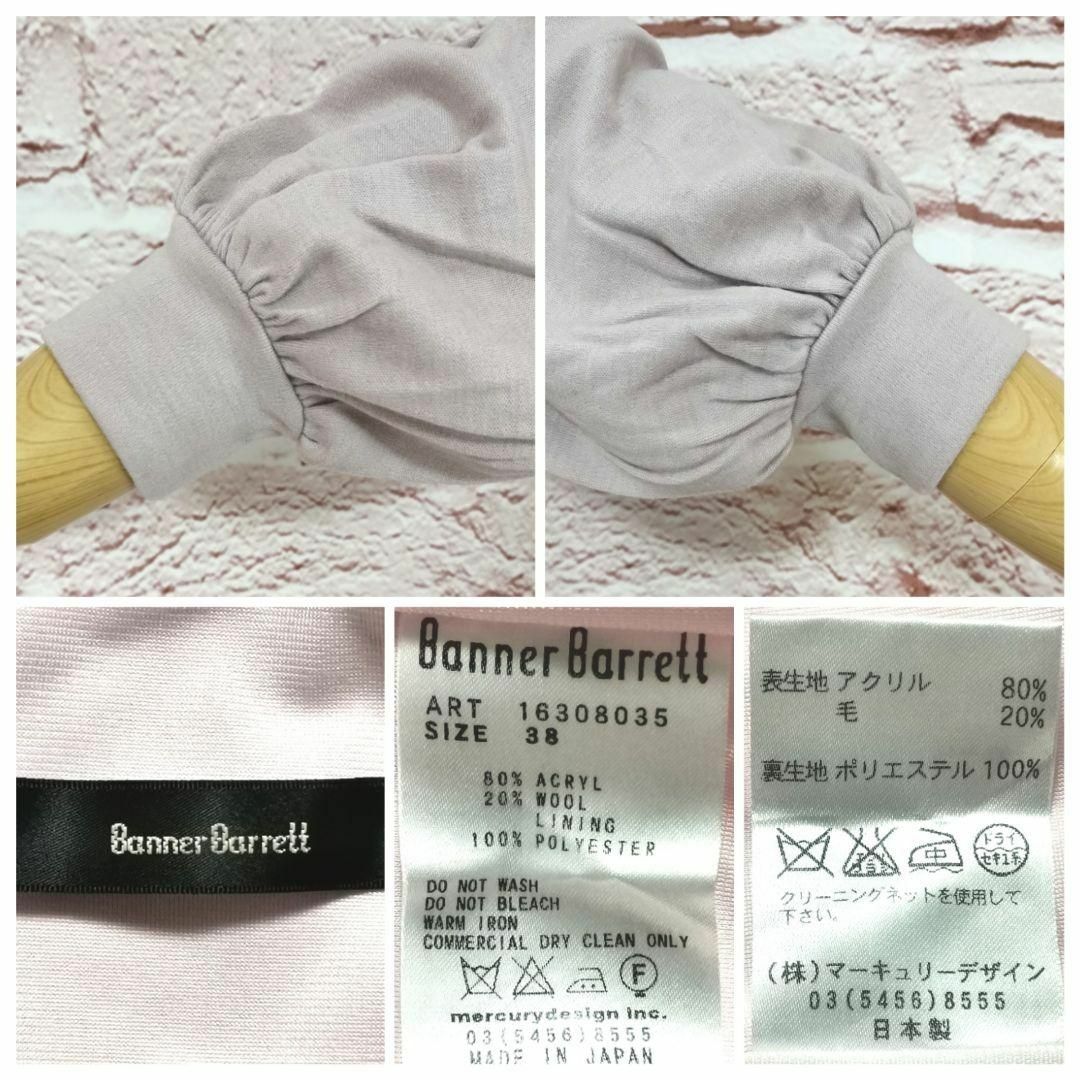 Banner Barrett
Banner Barrett
ART 16308035
SIZE 38
80% ACRYL
20% WOOL
LINING
100% POLYESTER
DO NOT WASH
DO NOT BLEACH
WARM IRON
COMMERCIAL DRY CLEAN ONLY
F
mercurydesign inc.
03(5456)8555
MADE IN JAPAN
表生地 アクリル 80%
毛 20%
裏生地 ポリエステル 100%
中
ドライ
セキユ系
クリーニングネットを使用して
下さい。
(株)マーキュリーデザイン
03(5456)8555
日本製